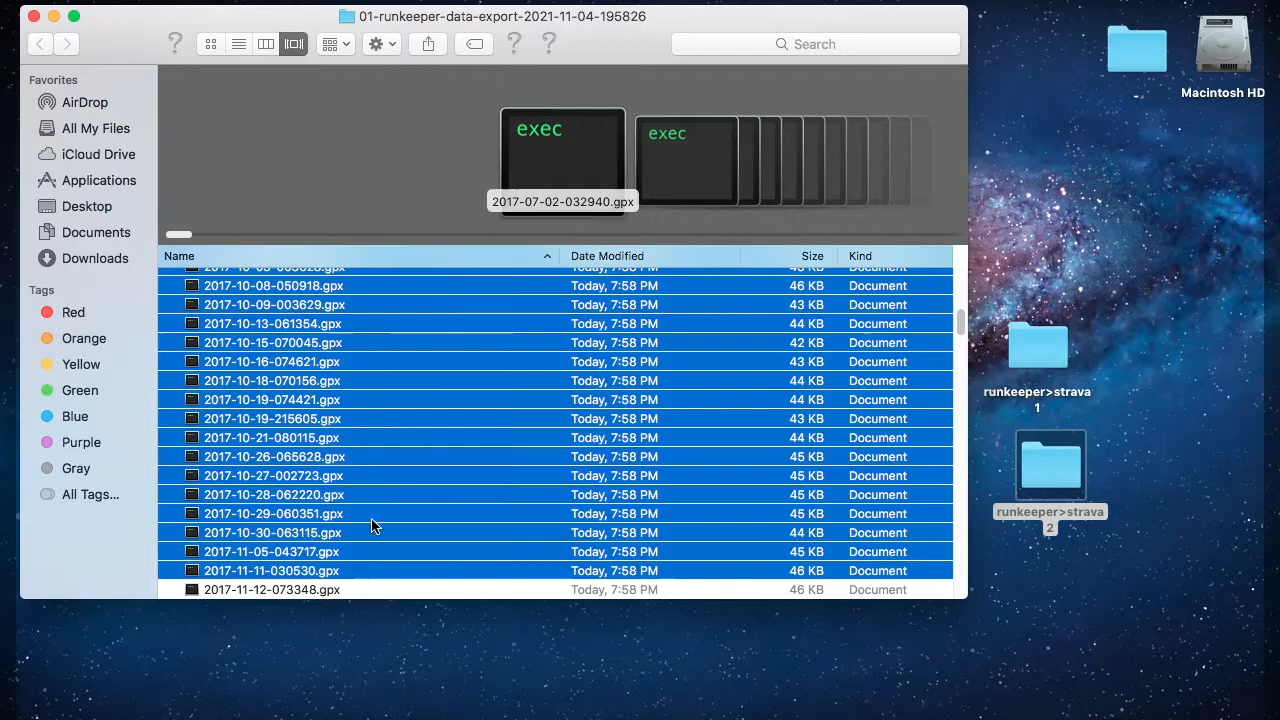 01-runkeeper-data-export-2021-11-04-195826
Search
Favorites
AirDrop
All My Files
iCloud Drive
Applications
Desktop
Documents
Downloads
Tags
Red
Orange
Yellow
Green
Blue
Purple
Gray
All Tags...
exec
exec
2017-07-02-032940.gpx
Name Date Modified Size Kind
Today, 7:58 PM Document
2017-10-08-050918.gpx Today, 7:58 PM 46 KB Document
2017-10-09-003629.gpx Today, 7:58 PM 43 KB Document
2017-10-13-061354.gpx Today, 7:58 PM 44 KB Document
2017-10-15-070045.gpx Today, 7:58 PM 42 KB Document
2017-10-16-074621.gpx Today, 7:58 PM 43 KB Document
2017-10-18-070156.gpx Today, 7:58 PM 44 KB Document
2017-10-19-074421.gpx Today, 7:58 PM 44 KB Document
2017-10-19-215605.gpx Today, 7:58 PM 43 KB Document
2017-10-21-080115.gpx Today, 7:58 PM 44 KB Document
2017-10-26-065628.gpx Today, 7:58 PM 45 KB Document
2017-10-27-002723.gpx Today, 7:58 PM 45 KB Document
2017-10-28-062220.gpx Today, 7:58 PM 45 KB Document
2017-10-29-060351.gpx Today, 7:58 PM 45 KB Document
2017-10-30-063115.gpx Today, 7:58 PM 44 KB Document
2017-11-05-043717.gpx Today, 7:58 PM 45 KB Document
2017-11-11-030530.gpx Today, 7:58 PM 46 KB Document
2017-11-12-073348.gpx Today, 7:58 PM 46 KB Document
Macintosh HD
runkeeper>strava
1
runkeeper>strava
2